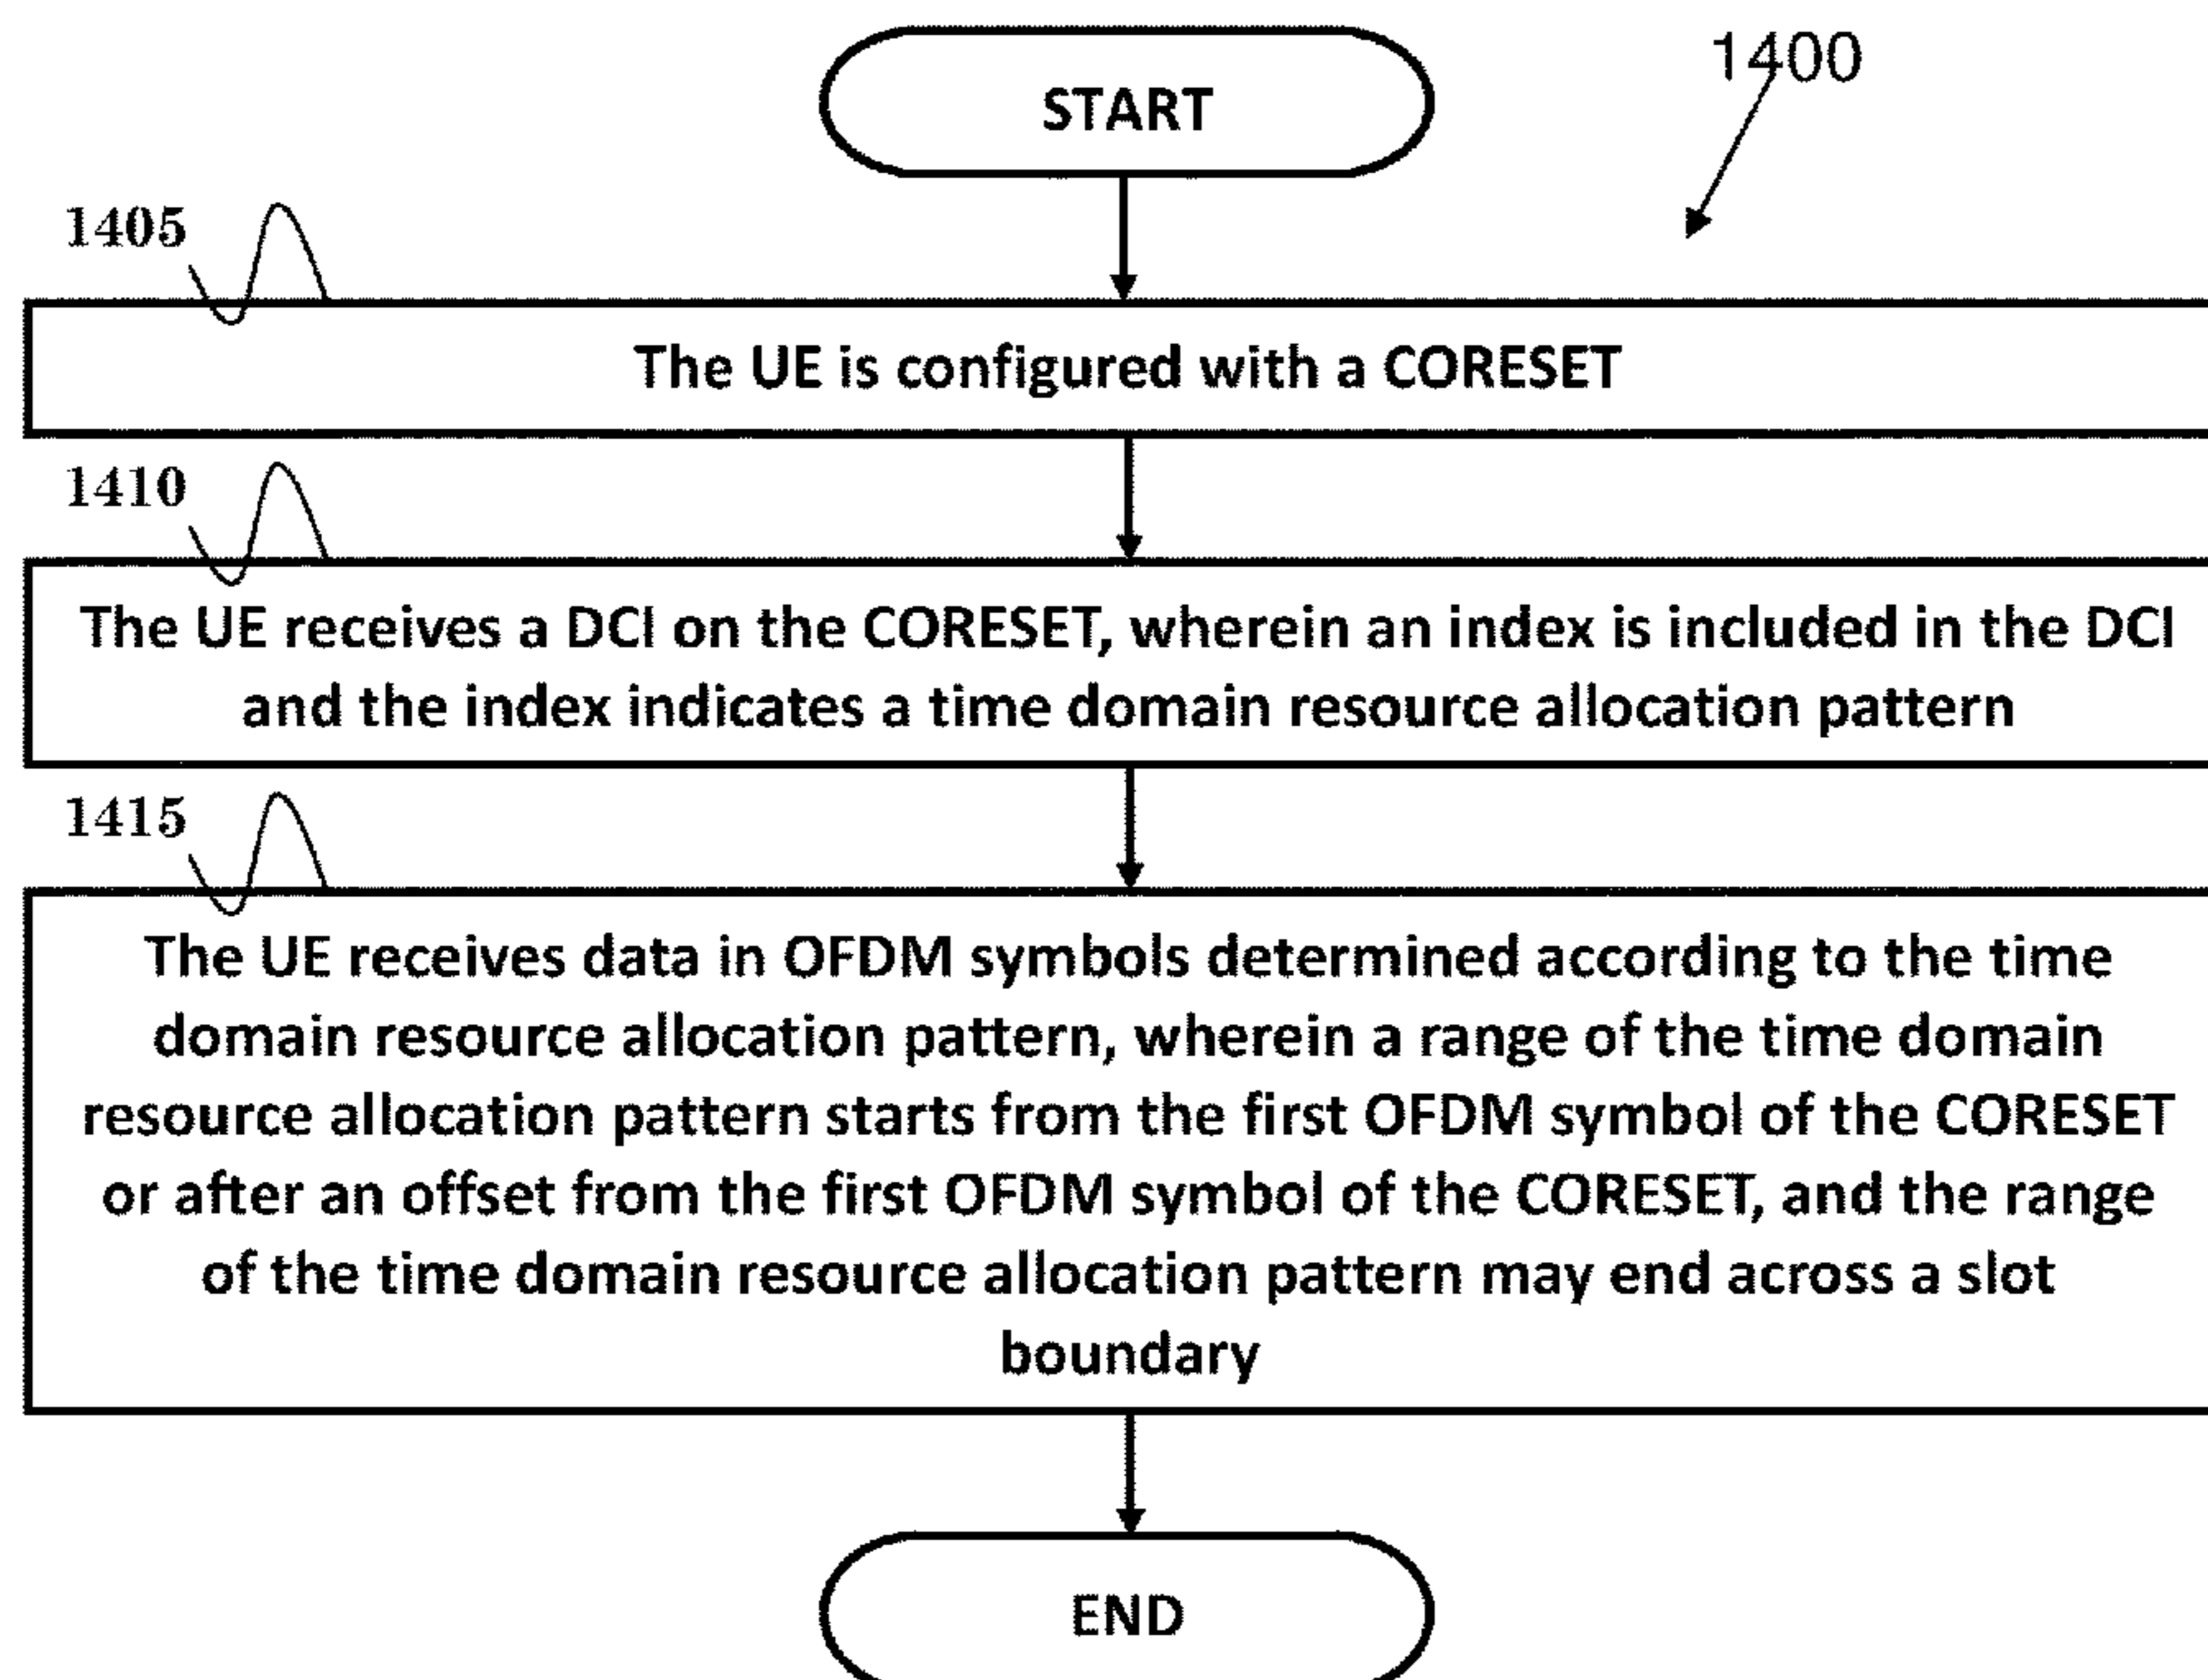 START
1400
1405
The UE is configured with a CORESET
1410
The UE receives a DCI on the CORESET, wherein an index is included in the DCI
and the index indicates a time domain resource allocation pattern
1415
The UE receives data in OFDM symbols determined according to the time
domain resource allocation pattern, wherein a range of the time domain
resource allocation pattern starts from the first OFDM symbol of the CORESET
or after an offset from the first OFDM symbol of the CORESET, and the range
of the time domain resource allocation pattern may end across a slot
boundary
END